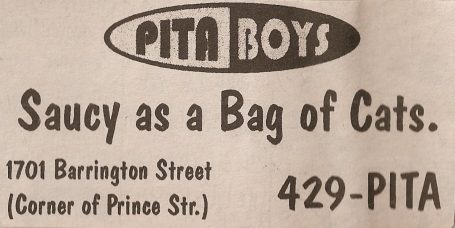 PITA BOYS
Saucy as a Bag of Cats.
1701 Barrington Street
(Corner of Prince Str.)
429-PITA